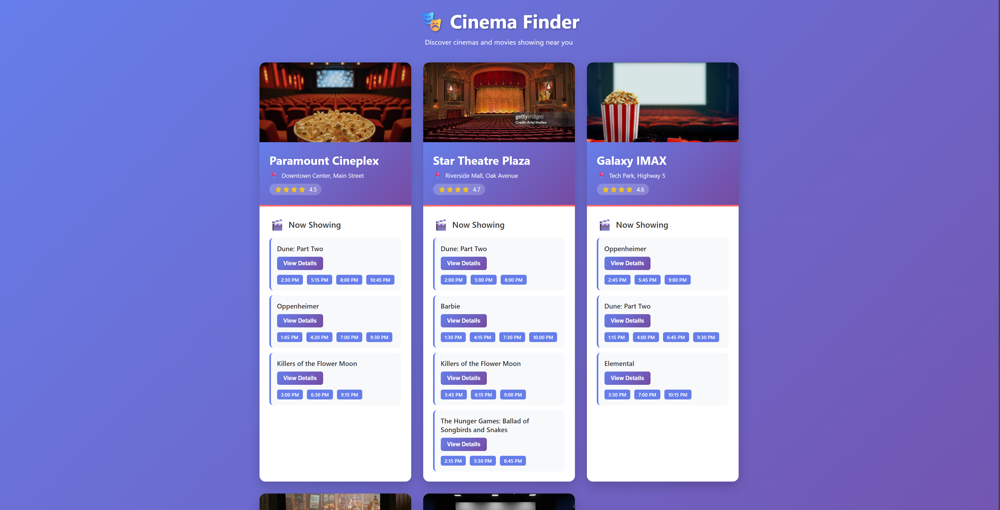 Cinema Finder
Discover cinemas and movies showing near you
gettyimages
Credit: Ariel Skelley
Paramount Cineplex
Downtown Center, Main Street
4.5
Now Showing
Dune: Part Two
View Details
2:30 PM 5:15 PM 8:00 PM 10:45 PM
Oppenheimer
View Details
1:45 PM 4:20 PM 7:00 PM 9:30 PM
Killers of the Flower Moon
View Details
3:00 PM 6:30 PM 9:15 PM
Star Theatre Plaza
Riverside Mall, Oak Avenue
4.7
Now Showing
Dune: Part Two
View Details
2:00 PM 5:00 PM 8:00 PM
Barbie
View Details
1:30 PM 4:15 PM 7:30 PM 10:00 PM
Killers of the Flower Moon
View Details
3:45 PM 6:15 PM 9:00 PM
The Hunger Games: Ballad of
Songbirds and Snakes
View Details
2:15 PM 5:30 PM 8:45 PM
Galaxy IMAX
Tech Park, Highway 5
4.6
Now Showing
Oppenheimer
View Details
2:45 PM 5:45 PM 9:00 PM
Dune: Part Two
View Details
1:15 PM 4:00 PM 6:45 PM 9:30 PM
Elemental
View Details
3:30 PM 7:00 PM 10:15 PM